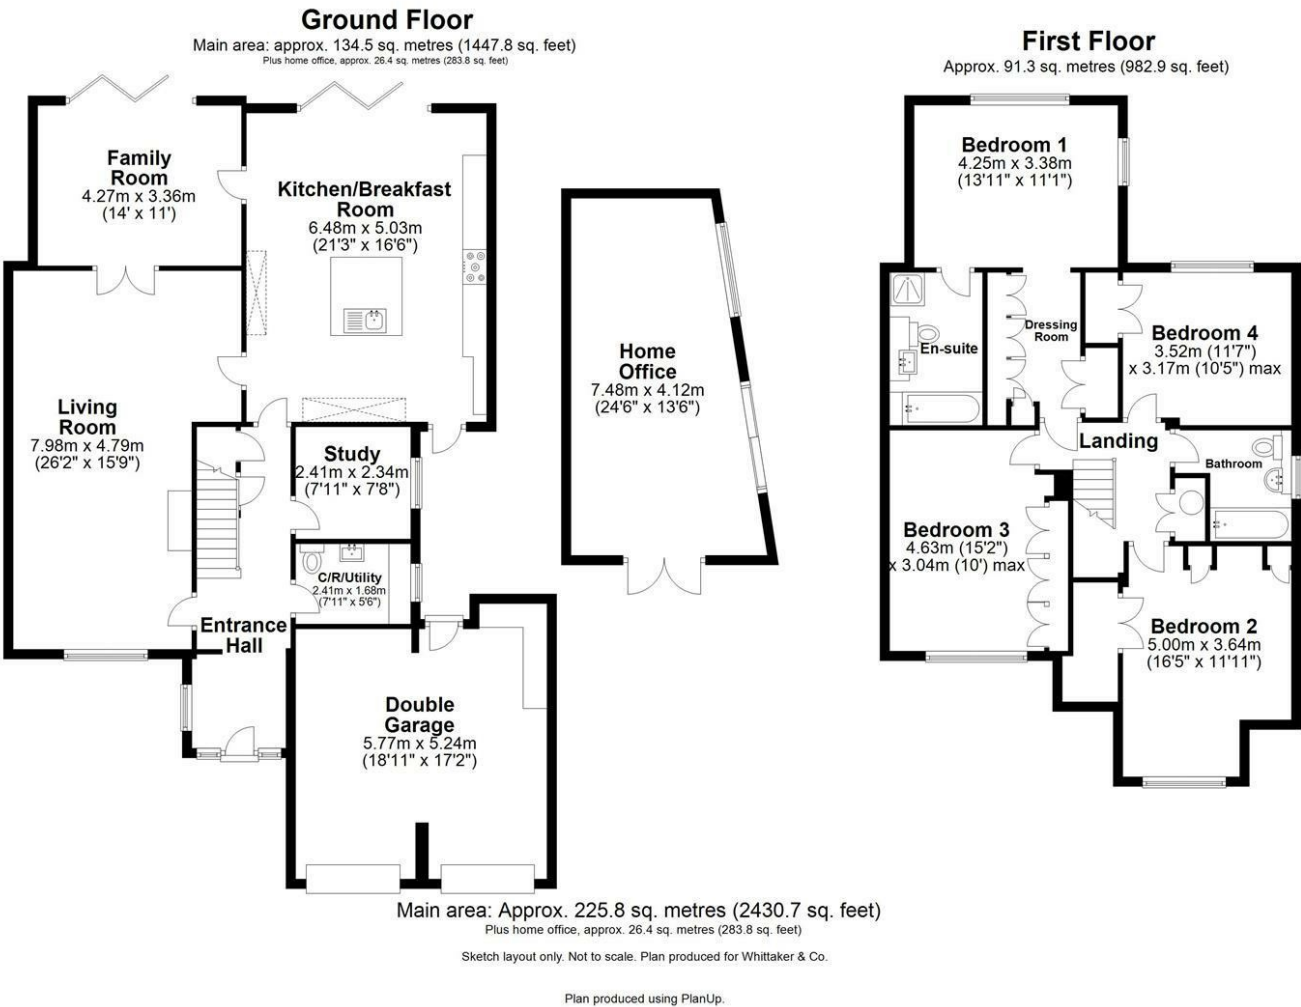 Ground Floor
Main area: approx. 134.5 sq. metres (1447.8 sq. feet)
Plus home office, approx. 26.4 sq. metres (283.8 sq. feet)
Family
Room
4.27m x 3.36m
(14' x 11')
Kitchen/Breakfast
Room
6.48m x 5.03m
(21'3" x 16'6")
Living
Room
7.98m x 4.79m
(26'2" x 15'9")
Study
2.41m x 2.34m
(7'11" x 7'8")
C/R/Utility
2.41m x 1.68m
(7'11" x 5'6")
Entrance
Hall
Double
Garage
5.77m x 5.24m
(18'11" x 17'2")
Home
Office
7.48m x 4.12m
(24'6" x 13'6")
First Floor
Approx. 91.3 sq. metres (982.9 sq. feet)
Bedroom 1
4.25m x 3.38m
(13'11" x 11'1")
En-suite
Dressing
Room
Bedroom 4
3.52m (11'7")
x 3.17m (10'5") max
Landing
Bathroom
Bedroom 3
4.63m (15'2")
x 3.04m (10') max
Bedroom 2
5.00m x 3.64m
(16'5" x 11'11")
Main area: Approx. 225.8 sq. metres (2430.7 sq. feet)
Plus home office, approx. 26.4 sq. metres (283.8 sq. feet)
Sketch layout only. Not to scale. Plan produced for Whittaker & Co.
Plan produced using PlanUp.